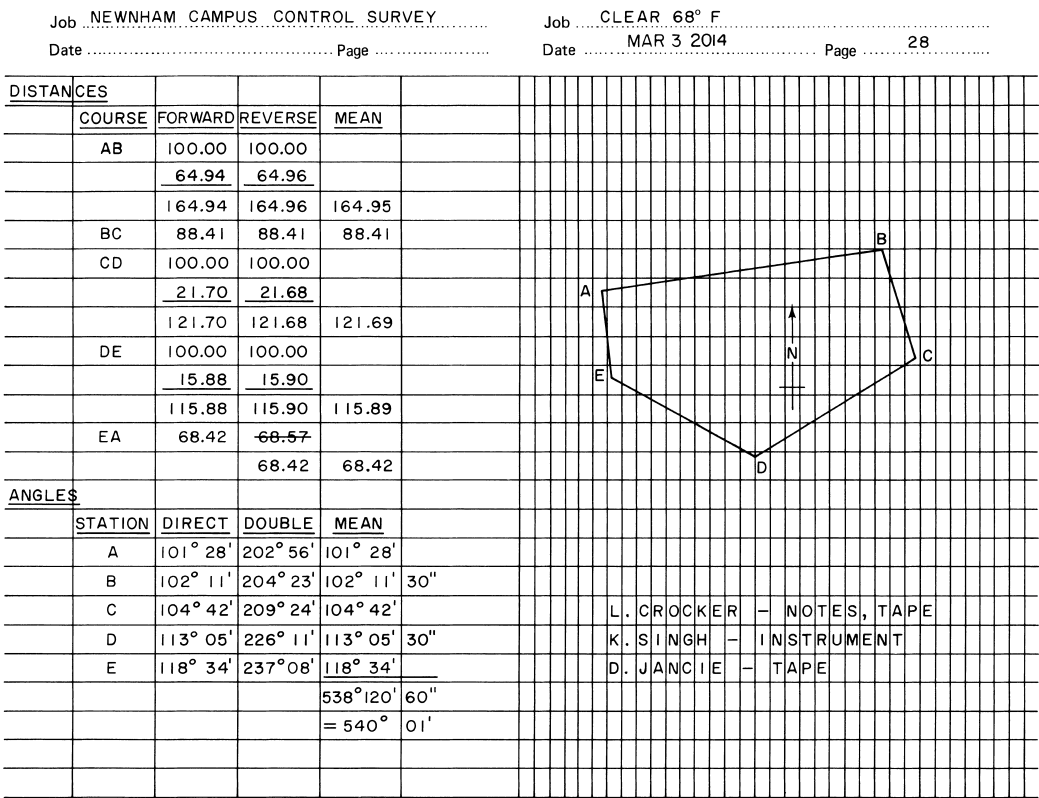 Job NEWNHAM CAMPUS CONTROL SURVEY
Date Page
Job CLEAR 68° F
Date MAR 3 2014 Page 28
DISTANCES
COURSE FORWARD REVERSE MEAN
AB 100.00 100.00
64.94 64.96
164.94 164.96 164.95
BC 88.41 88.41 88.41
CD 100.00 100.00
21.70 21.68
121.70 121.68 121.69
DE 100.00 100.00
15.88 15.90
115.88 115.90 115.89
EA 68.42 68.57
68.42 68.42
ANGLES
STATION DIRECT DOUBLE MEAN
A 101° 28' 202° 56' 101° 28'
B 102° 11' 204° 23' 102° 11' 30"
C 104° 42' 209° 24' 104° 42'
D 113° 05' 226° 11' 113° 05' 30"
E 118° 34' 237° 08' 118° 34'
538° 120' 60"
= 540° 01'
B
A
N
C
E
D
L. CROCKER – NOTES, TAPE
K. SINGH – INSTRUMENT
D. JANCIE – TAPE